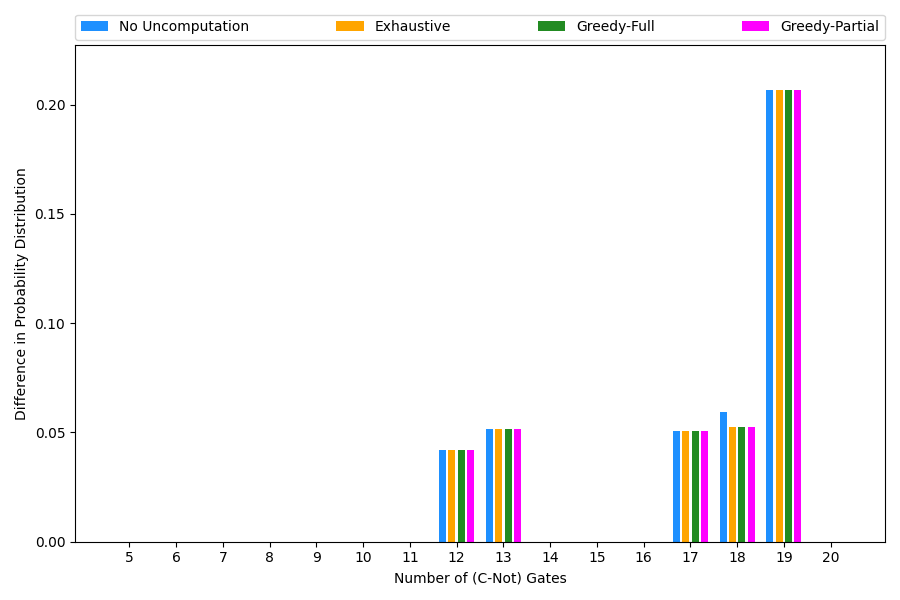 No Uncomputation Exhaustive Greedy-Full Greedy-Partial
Difference in Probability Distribution
0.20
0.15
0.10
0.05
0.00
5 6 7 8 9 10 11 12 13 14 15 16 17 18 19 20
Number of (C-Not) Gates